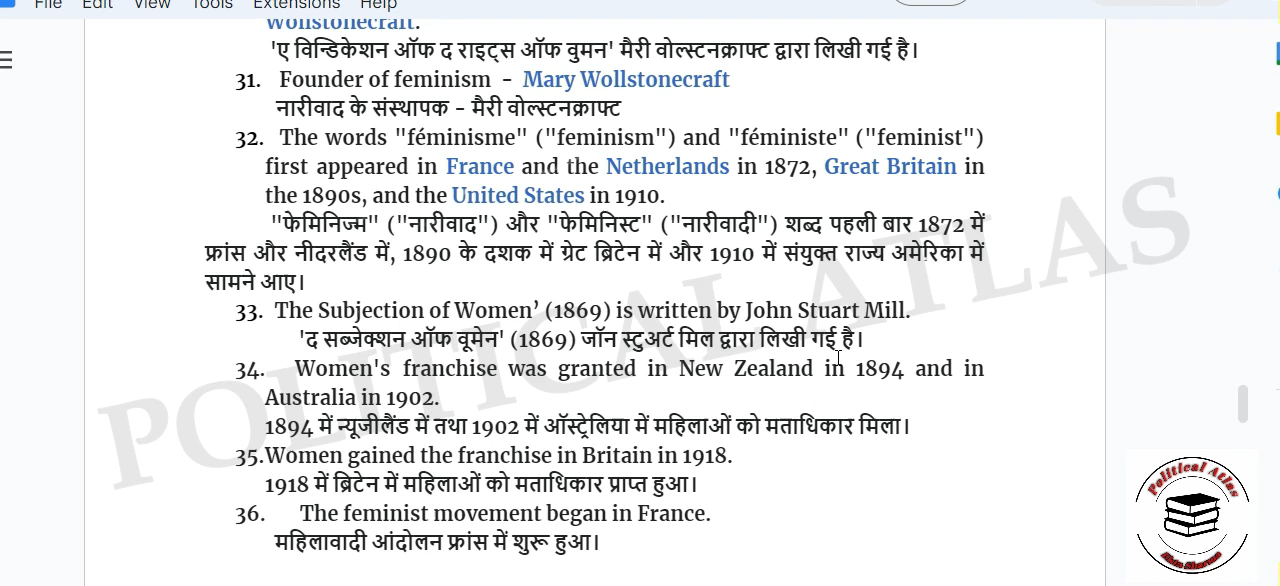 File Edit View Tools Extensions Help
Wollstonecraft.
'ए विन्डिकेशन ऑफ द राइट्स ऑफ वुमन' मैरी वोल्स्टनक्राफ्ट द्वारा लिखी गई है।
31. Founder of feminism - Mary Wollstonecraft
नारीवाद के संस्थापक - मैरी वोल्स्टनक्राफ्ट
32. The words "féminisme" ("feminism") and "féministe" ("feminist")
first appeared in France and the Netherlands in 1872, Great Britain in
the 1890s, and the United States in 1910.
"फेमिनिज्म" ("नारीवाद") और "फेमिनिस्ट" ("नारीवादी") शब्द पहली बार 1872 में
फ्रांस और नीदरलैंड में, 1890 के दशक में ग्रेट ब्रिटेन में और 1910 में संयुक्त राज्य अमेरिका में
सामने आए।
33. The Subjection of Women’ (1869) is written by John Stuart Mill.
'द सब्जेक्शन ऑफ वूमेन' (1869) जॉन स्टुअर्ट मिल द्वारा लिखी गई है।
34. Women's franchise was granted in New Zealand in 1894 and in
Australia in 1902.
1894 में न्यूजीलैंड में तथा 1902 में ऑस्ट्रेलिया में महिलाओं को मताधिकार मिला।
35.Women gained the franchise in Britain in 1918.
1918 में ब्रिटेन में महिलाओं को मताधिकार प्राप्त हुआ।
36. The feminist movement began in France.
महिलावादी आंदोलन फ्रांस में शुरू हुआ।
POLITICAL ATLAS
Political Atlas